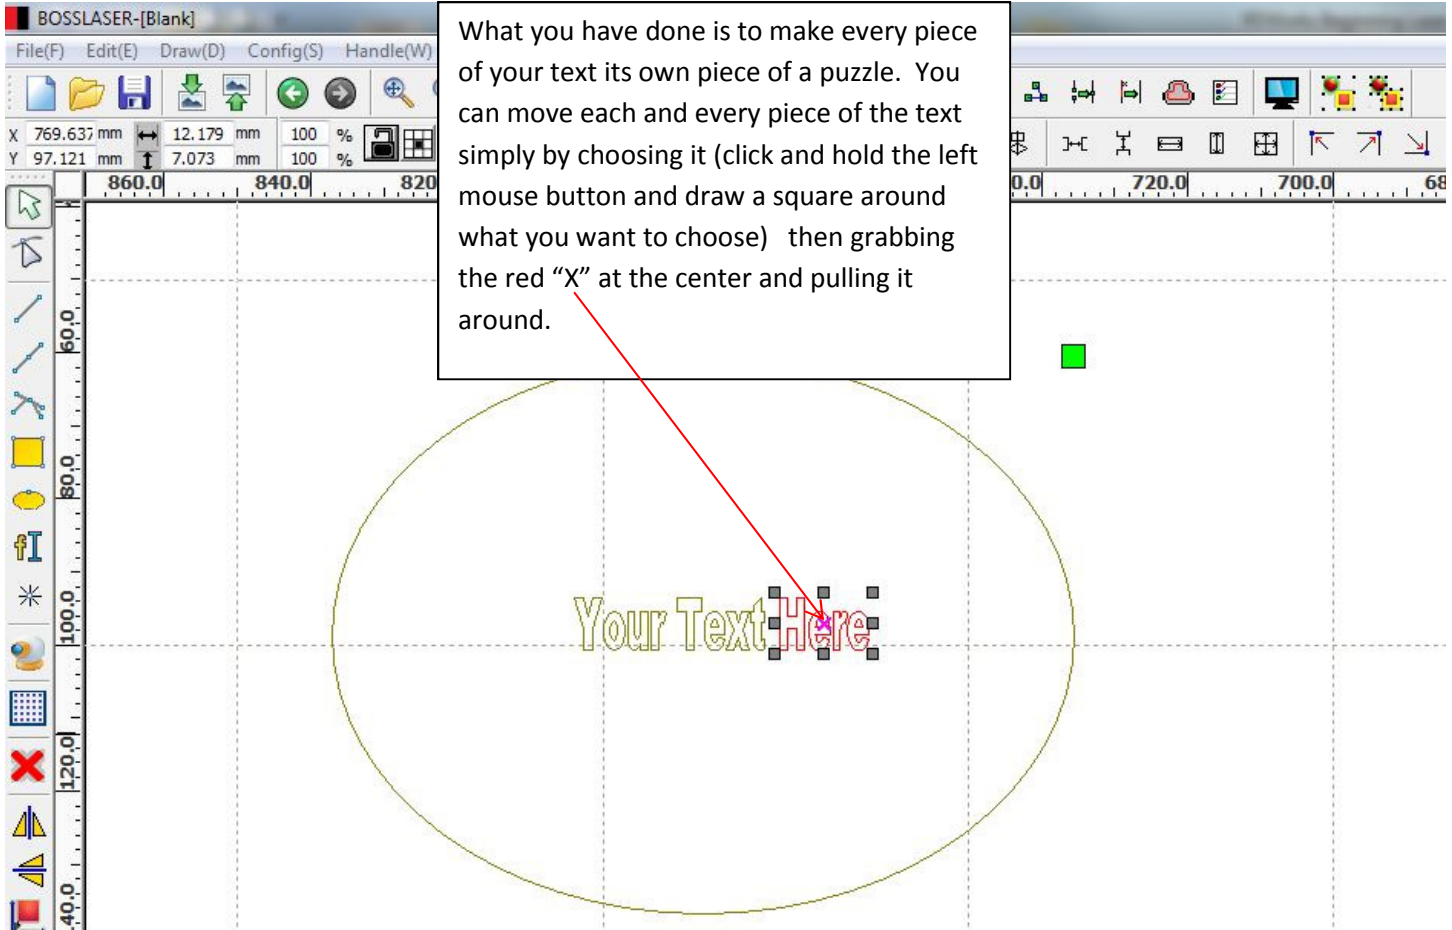 BOSSLASER-[Blank]
File(F) Edit(E) Draw(D) Config(S) Handle(W)
X 769.637 mm 12.179 mm 100 %
Y 97.121 mm 7.073 mm 100 %
860.0 840.0 820 0.0 720.0 700.0 68
What you have done is to make every piece
of your text its own piece of a puzzle. You
can move each and every piece of the text
simply by choosing it (click and hold the left
mouse button and draw a square around
what you want to choose) then grabbing
the red “X” at the center and pulling it
around.
60.0
80.0
100.0
120.0
40.0
Your Text Here